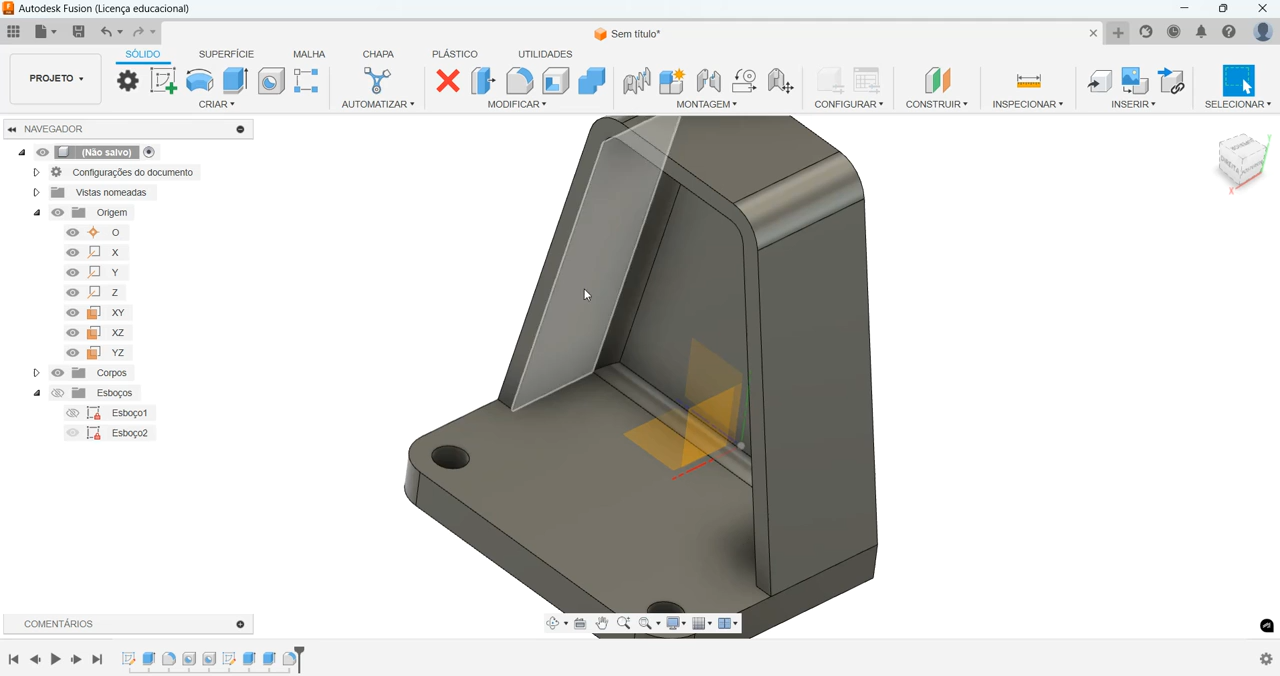 Autodesk Fusion (Licença educacional)
Sem título*
PROJETO
SÓLIDO
SUPERFÍCIE
MALHA
CHAPA
PLÁSTICO
UTILIDADES
CRIAR
AUTOMATIZAR
MODIFICAR
MONTAGEM
CONFIGURAR
CONSTRUIR
INSPECIONAR
INSERIR
SELECIONAR
NAVEGADOR
(Não salvo)
Configurações do documento
Vistas nomeadas
Origem
O
X
Y
Z
XY
XZ
YZ
Corpos
Esboços
Esboço1
Esboço2
DIREITA
X
Y
COMENTÁRIOS